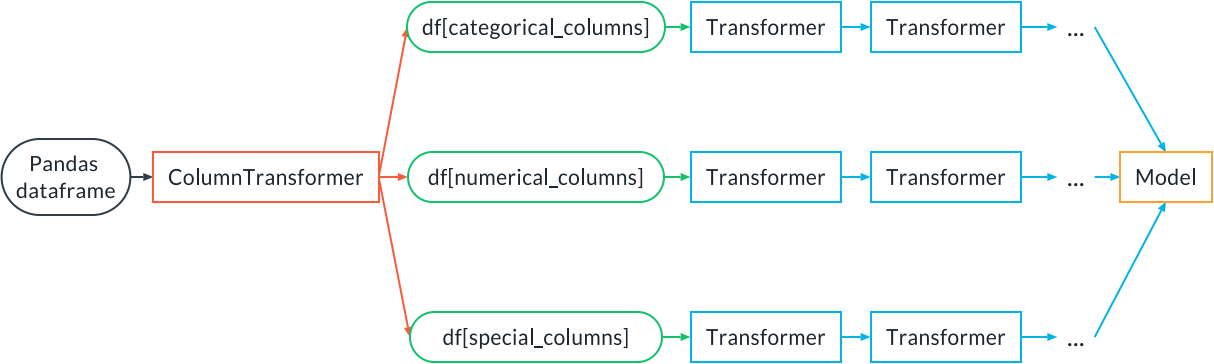 df[categorical_columns] Transformer Transformer ...
Pandas
dataframe
ColumnTransformer df[numerical_columns] Transformer Transformer ... Model
df[special_columns] Transformer Transformer ...